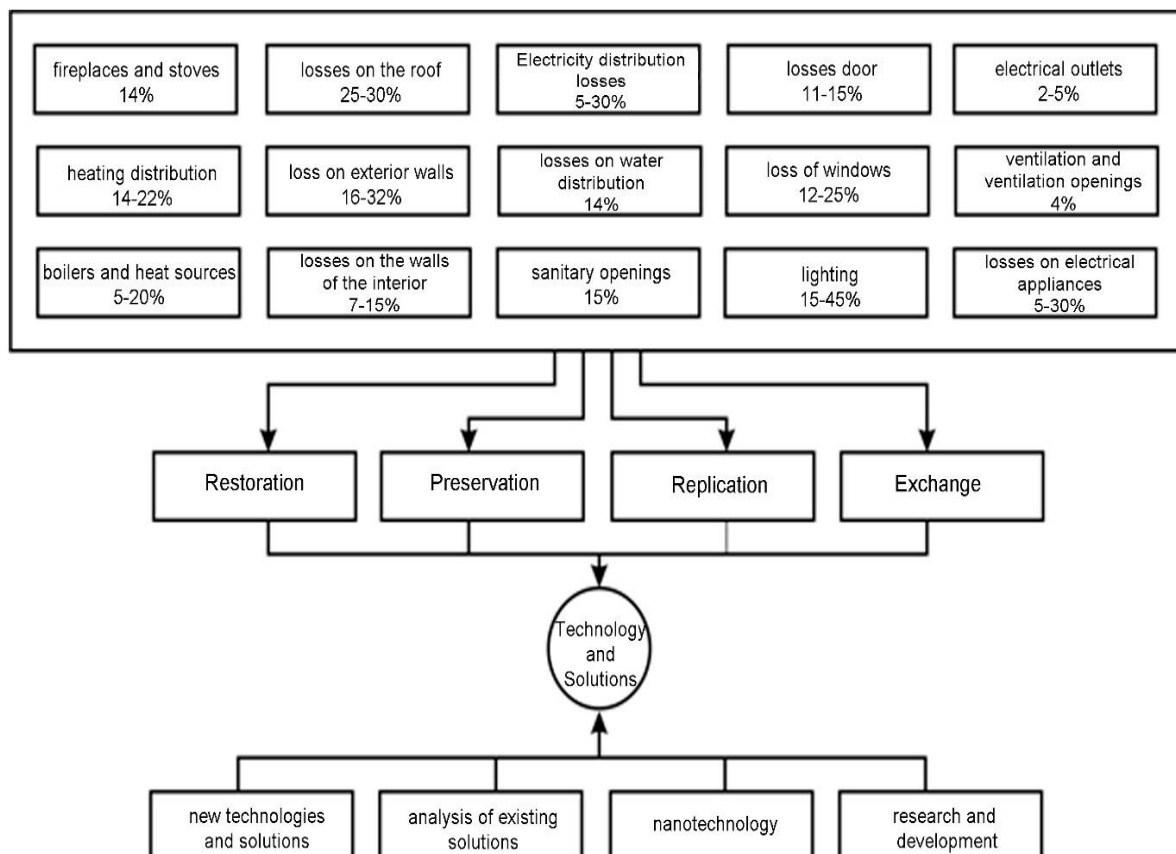 fireplaces and stoves
14%
losses on the roof
25-30%
Electricity distribution
losses
5-30%
losses door
11-15%
electrical outlets
2-5%
heating distribution
14-22%
loss on exterior walls
16-32%
losses on water
distribution
14%
loss of windows
12-25%
ventilation and
ventilation openings
4%
boilers and heat sources
5-20%
losses on the walls
of the interior
7-15%
sanitary openings
15%
lighting
15-45%
losses on electrical
appliances
5-30%
Restoration
Preservation
Replication
Exchange
Technology
and
Solutions
new technologies
and solutions
analysis of existing
solutions
nanotechnology
research and
development